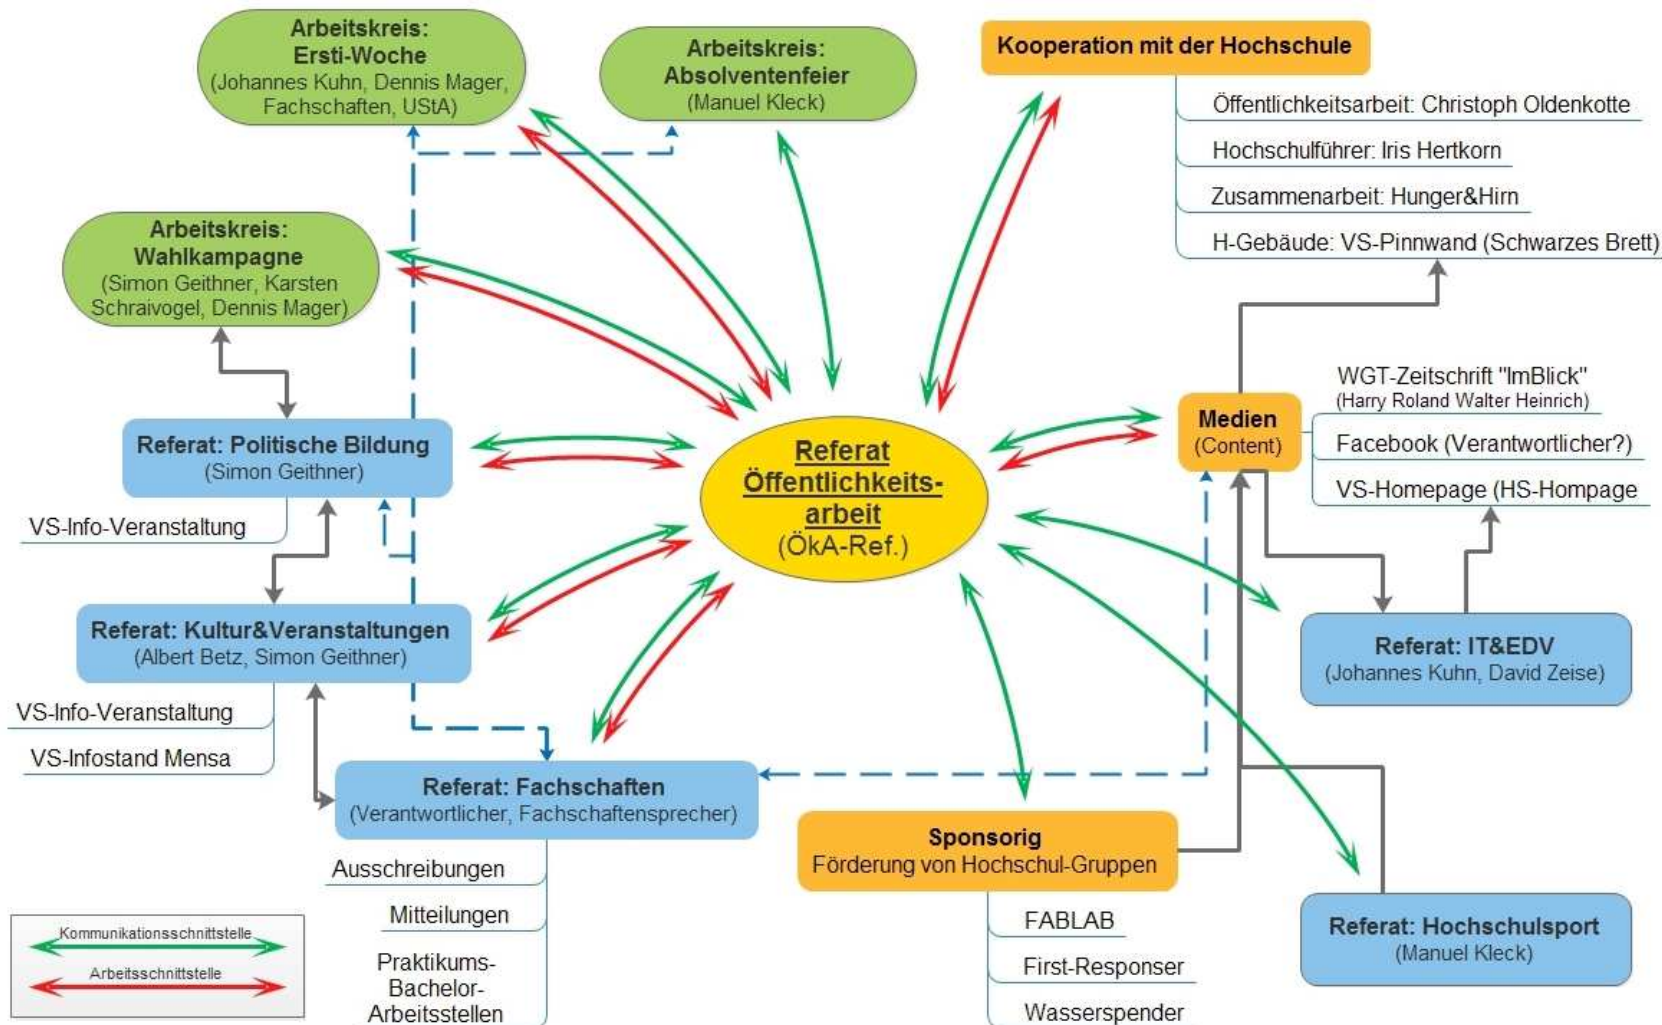 Arbeitskreis:
Ersti-Woche
(Johannes Kuhn, Dennis Mager,
Fachschaften, UStA)
Arbeitskreis:
Absolventenfeier
(Manuel Kleck)
Kooperation mit der Hochschule
Öffentlichkeitsarbeit: Christoph Oldenkotte
Hochschulführer: Iris Hertkorn
Zusammenarbeit: Hunger&Hirn
H-Gebäude: VS-Pinnwand (Schwarzes Brett)
Arbeitskreis:
Wahlkampagne
(Simon Geithner, Karsten
Schraivogel, Dennis Mager)
Referat: Politische Bildung
(Simon Geithner)
VS-Info-Veranstaltung
Referat
Öffentlichkeits-
arbeit
(ÖkA-Ref.)
Medien
(Content)
WGT-Zeitschrift "ImBlick"
(Harry Roland Walter Heinrich)
Facebook (Verantwortlicher?)
VS-Homepage (HS-Hompage
Referat: Kultur&Veranstaltungen
(Albert Betz, Simon Geithner)
VS-Info-Veranstaltung
VS-Infostand Mensa
Referat: IT&EDV
(Johannes Kuhn, David Zeise)
Referat: Fachschaften
(Verantwortlicher, Fachschaftensprecher)
Ausschreibungen
Mitteilungen
Praktikums-
Bachelor-
Arbeitsstellen
Sponsorig
Förderung von Hochschul-Gruppen
FABLAB
First-Responser
Wasserspender
Referat: Hochschulsport
(Manuel Kleck)
Kommunikationsschnittstelle
Arbeitsschnittstelle